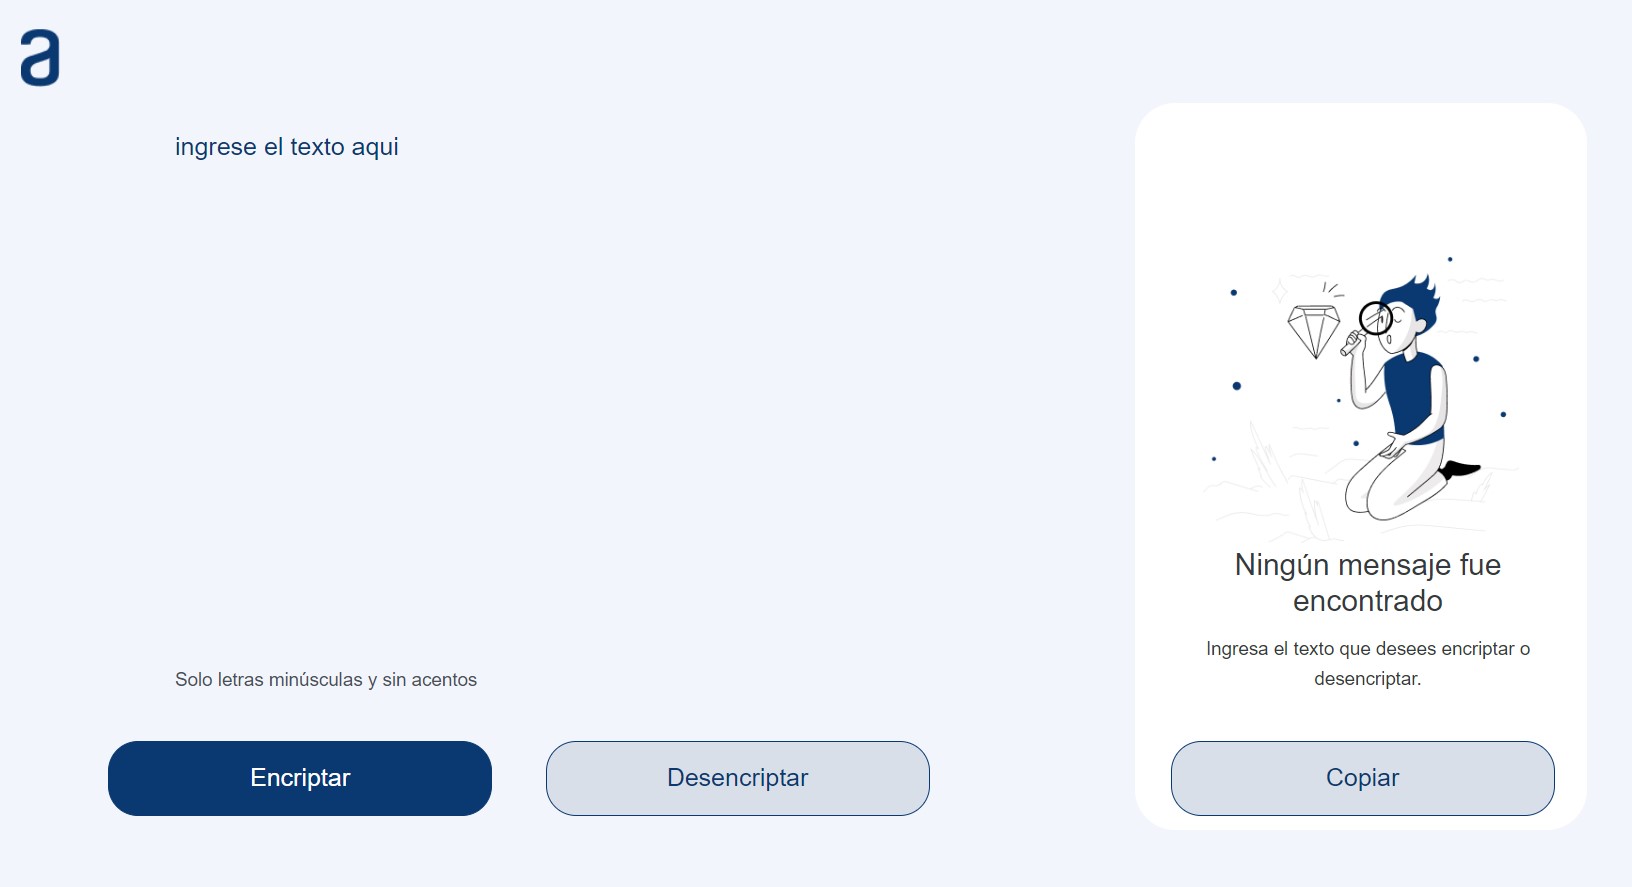 a
ingrese el texto aqui
Solo letras minúsculas y sin acentos
Encriptar
Desencriptar
Ningún mensaje fue
encontrado
Ingresa el texto que desees encriptar o
desencriptar.
Copiar